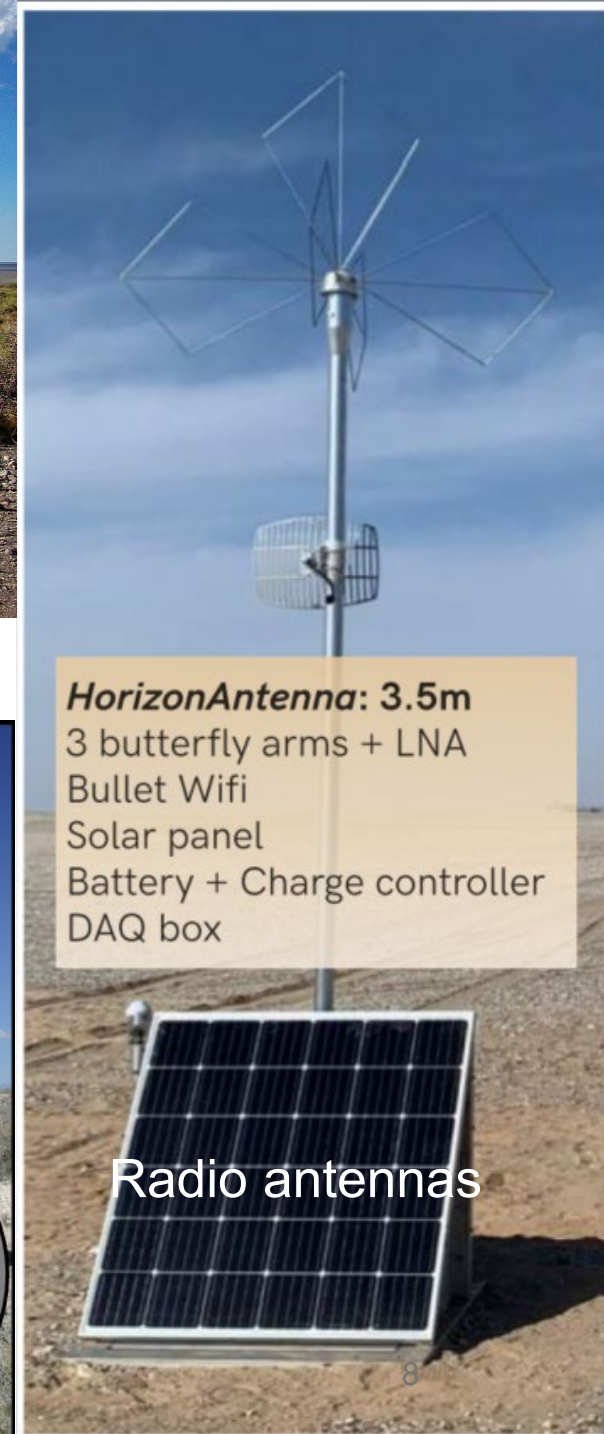 HorizonAntenna: 3.5m
3 butterfly arms + LNA
Bullet Wifi
Solar panel
Battery + Charge controller
DAQ box
Radio antennas
8